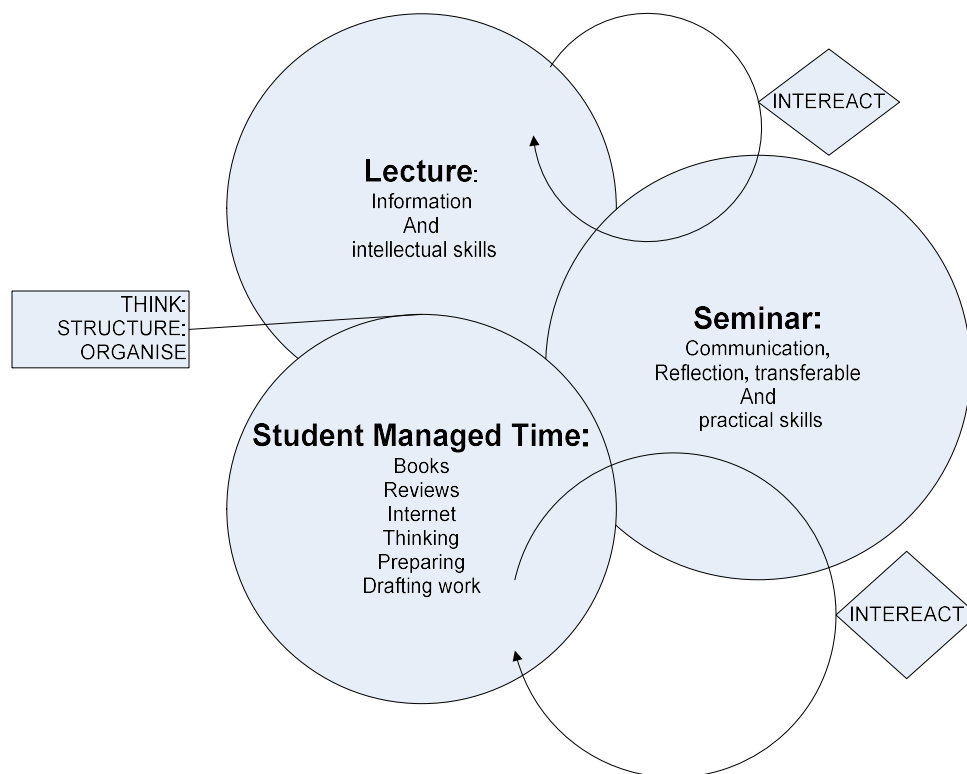 INTEREACT
Lecture:
Information
And
intellectual skills
THINK:
STRUCTURE:
ORGANISE
Seminar:
Communication,
Reflection, transferable
And
practical skills
Student Managed Time:
Books
Reviews
Internet
Thinking
Preparing
Drafting work
INTEREACT